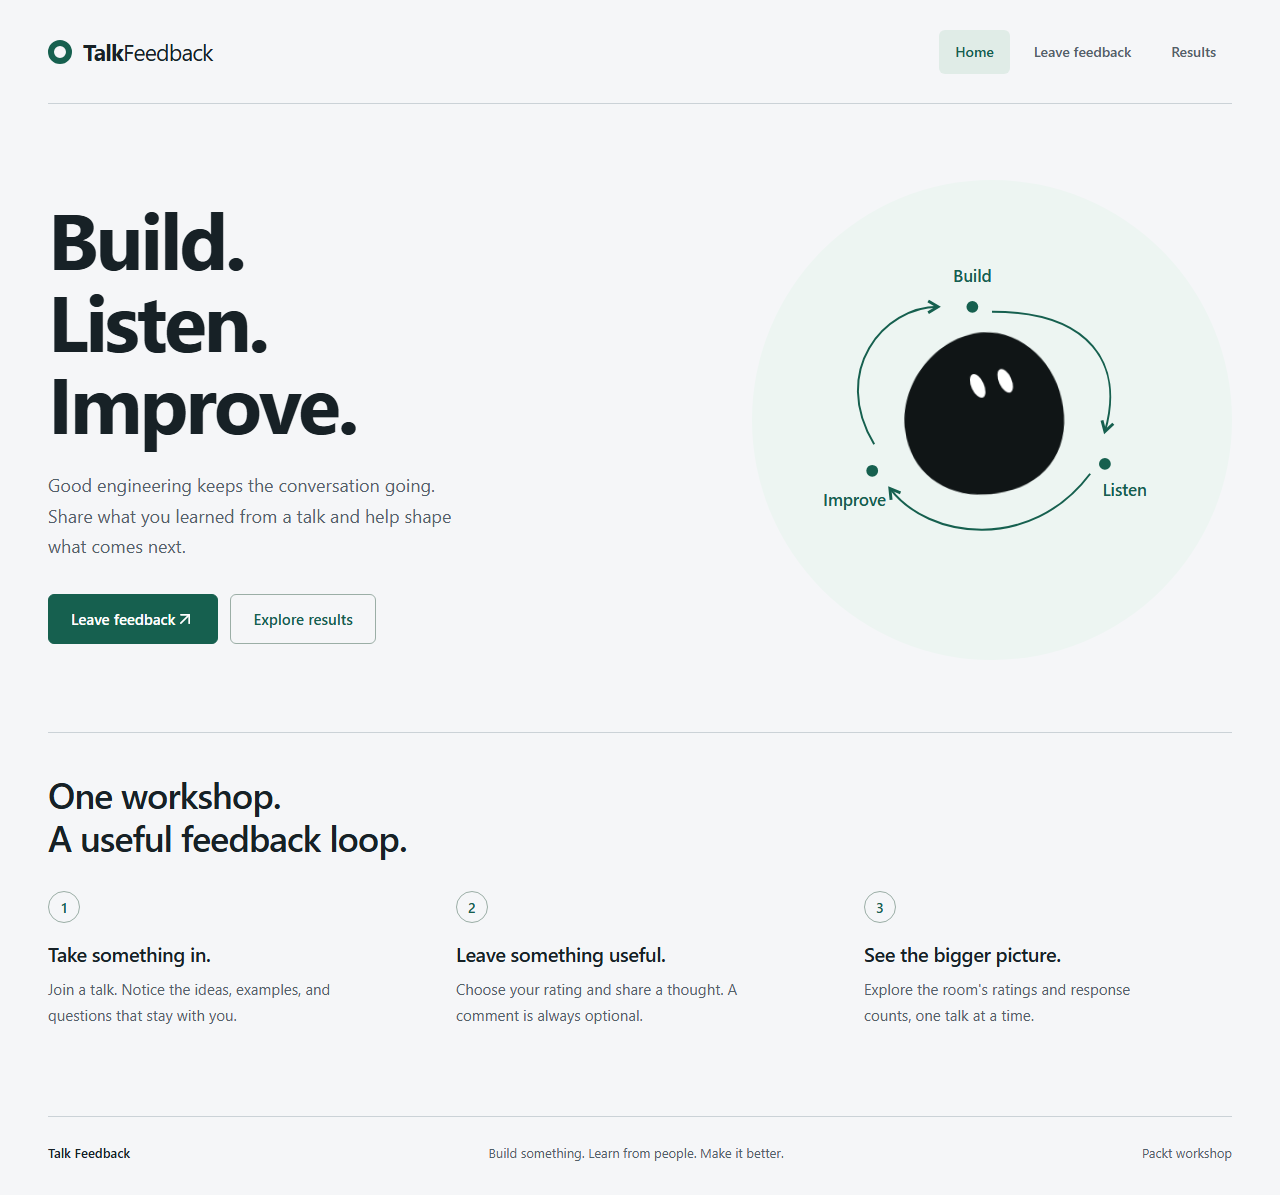 TalkFeedback
Home
Leave feedback
Results
Build.
Listen.
Improve.
Good engineering keeps the conversation going.
Share what you learned from a talk and help shape
what comes next.
Leave feedback
Explore results
Build
Listen
Improve
One workshop.
A useful feedback loop.
1
Take something in.
Join a talk. Notice the ideas, examples, and
questions that stay with you.
2
Leave something useful.
Choose your rating and share a thought. A
comment is always optional.
3
See the bigger picture.
Explore the room's ratings and response
counts, one talk at a time.
Talk Feedback
Build something. Learn from people. Make it better.
Packt workshop